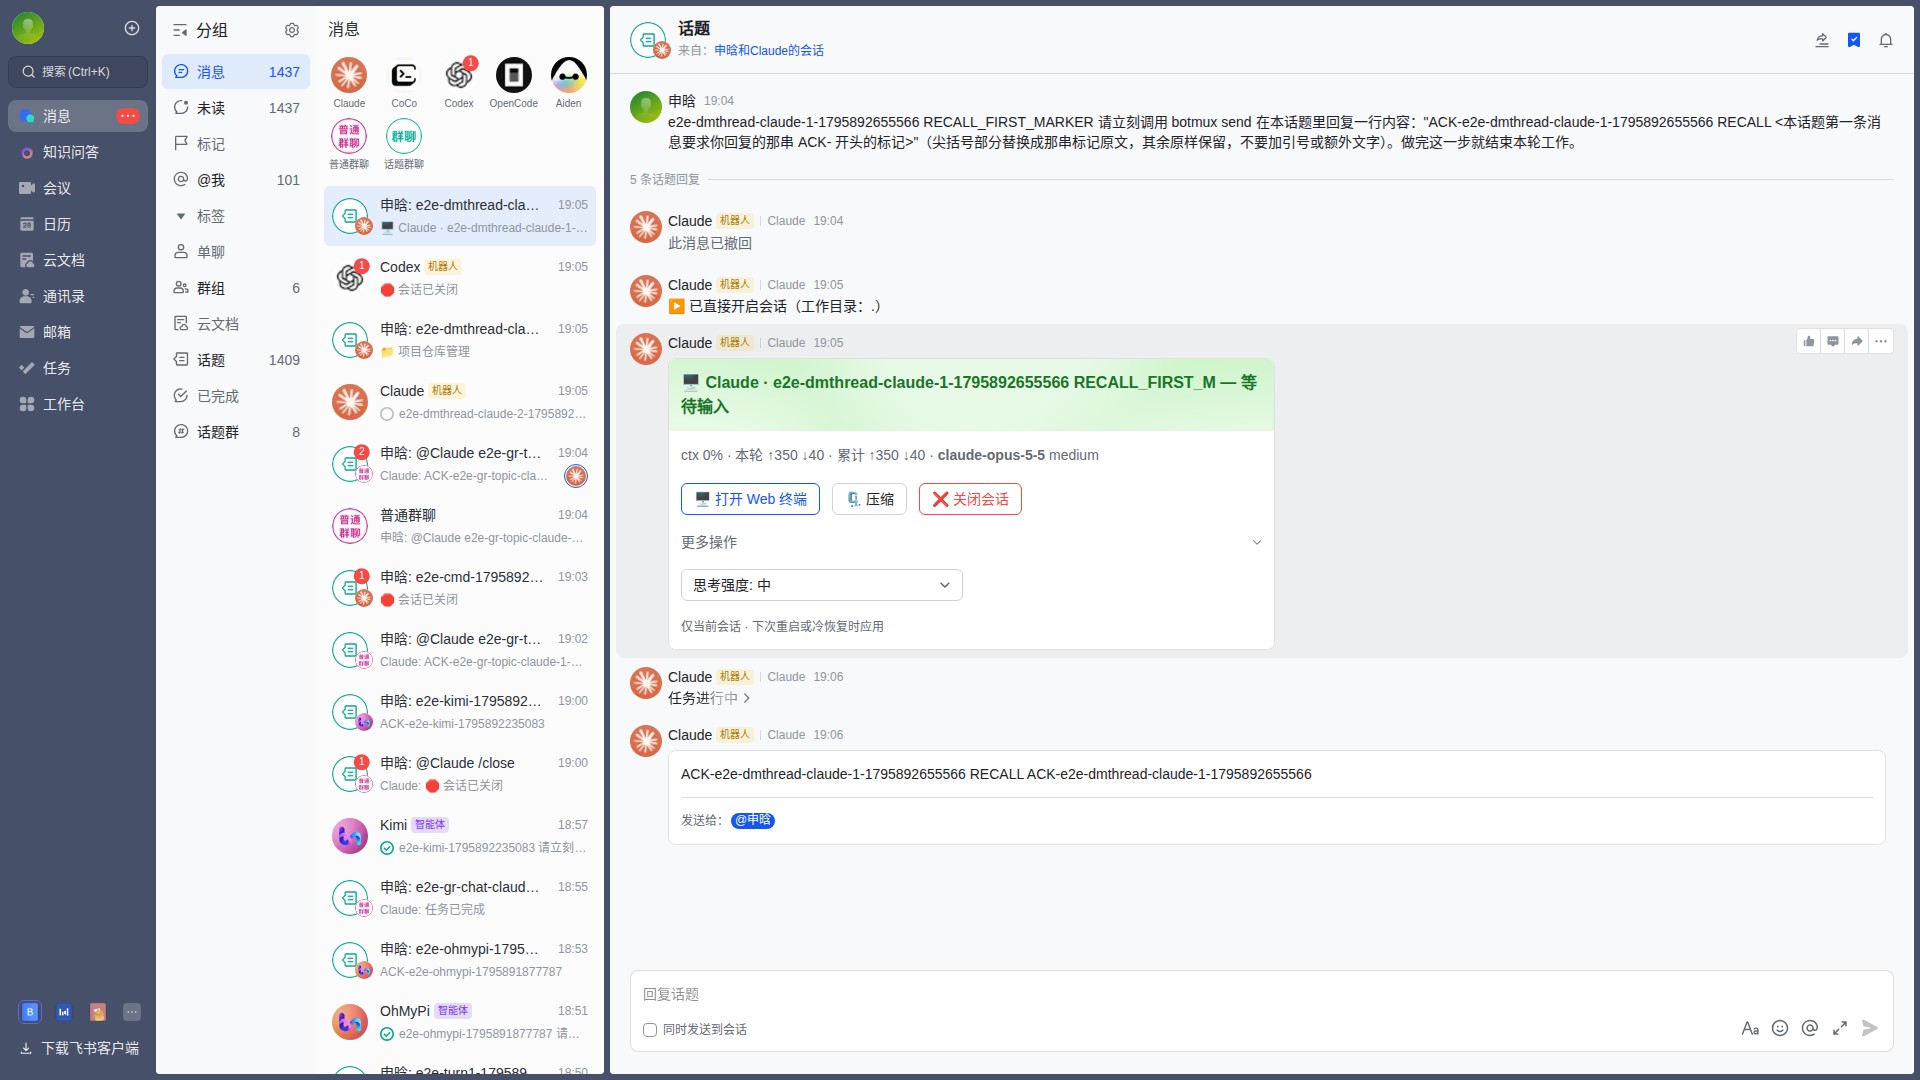 搜索 (Ctrl+K)
消息
知识问答
会议
日历
云文档
通讯录
邮箱
任务
工作台
下载飞书客户端
分组
消息 1437
未读 1437
标记
@我 101
标签
单聊
群组 6
云文档
话题 1409
已完成
话题群 8
消息
Claude
CoCo
1
Codex
OpenCode
Aiden
普通群聊
普通群聊
群聊
话题群聊
申晗: e2e-dmthread-cla… 19:05
Claude · e2e-dmthread-claude-1-…
1
Codex 机器人 19:05
会话已关闭
申晗: e2e-dmthread-cla… 19:05
项目仓库管理
Claude 机器人 19:05
e2e-dmthread-claude-2-1795892…
2
申晗: @Claude e2e-gr-t… 19:04
Claude: ACK-e2e-gr-topic-cla…
普通群聊
普通群聊 19:04
申晗: @Claude e2e-gr-topic-claude-…
1
申晗: e2e-cmd-1795892… 19:03
会话已关闭
申晗: @Claude e2e-gr-t… 19:02
Claude: ACK-e2e-gr-topic-claude-1-…
申晗: e2e-kimi-1795892… 19:00
ACK-e2e-kimi-1795892235083
1
申晗: @Claude /close 19:00
Claude: 会话已关闭
Kimi 智能体 18:57
e2e-kimi-1795892235083 请立刻…
申晗: e2e-gr-chat-claud… 18:55
Claude: 任务已完成
申晗: e2e-ohmypi-1795… 18:53
ACK-e2e-ohmypi-1795891877787
OhMyPi 智能体 18:51
e2e-ohmypi-1795891877787 请…
申晗: e2e-turn1-179589… 18:50
话题
来自：申晗和Claude的会话
申晗 19:04
e2e-dmthread-claude-1-1795892655566 RECALL_FIRST_MARKER 请立刻调用 botmux send 在本话题里回复一行内容："ACK-e2e-dmthread-claude-1-1795892655566 RECALL <本话题第一条消
息要求你回复的那串 ACK- 开头的标记>"（尖括号部分替换成那串标记原文，其余原样保留，不要加引号或额外文字）。做完这一步就结束本轮工作。
5 条话题回复
Claude 机器人 Claude 19:04
此消息已撤回
Claude 机器人 Claude 19:05
已直接开启会话（工作目录：.）
Claude 机器人 Claude 19:05
Claude · e2e-dmthread-claude-1-1795892655566 RECALL_FIRST_M — 等
待输入
ctx 0% · 本轮 ↑350 ↓40 · 累计 ↑350 ↓40 · claude-opus-5-5 medium
打开 Web 终端
压缩
关闭会话
更多操作
思考强度: 中
仅当前会话 · 下次重启或冷恢复时应用
Claude 机器人 Claude 19:06
任务进行中
Claude 机器人 Claude 19:06
ACK-e2e-dmthread-claude-1-1795892655566 RECALL ACK-e2e-dmthread-claude-1-1795892655566
发送给：@申晗
回复话题
同时发送到会话